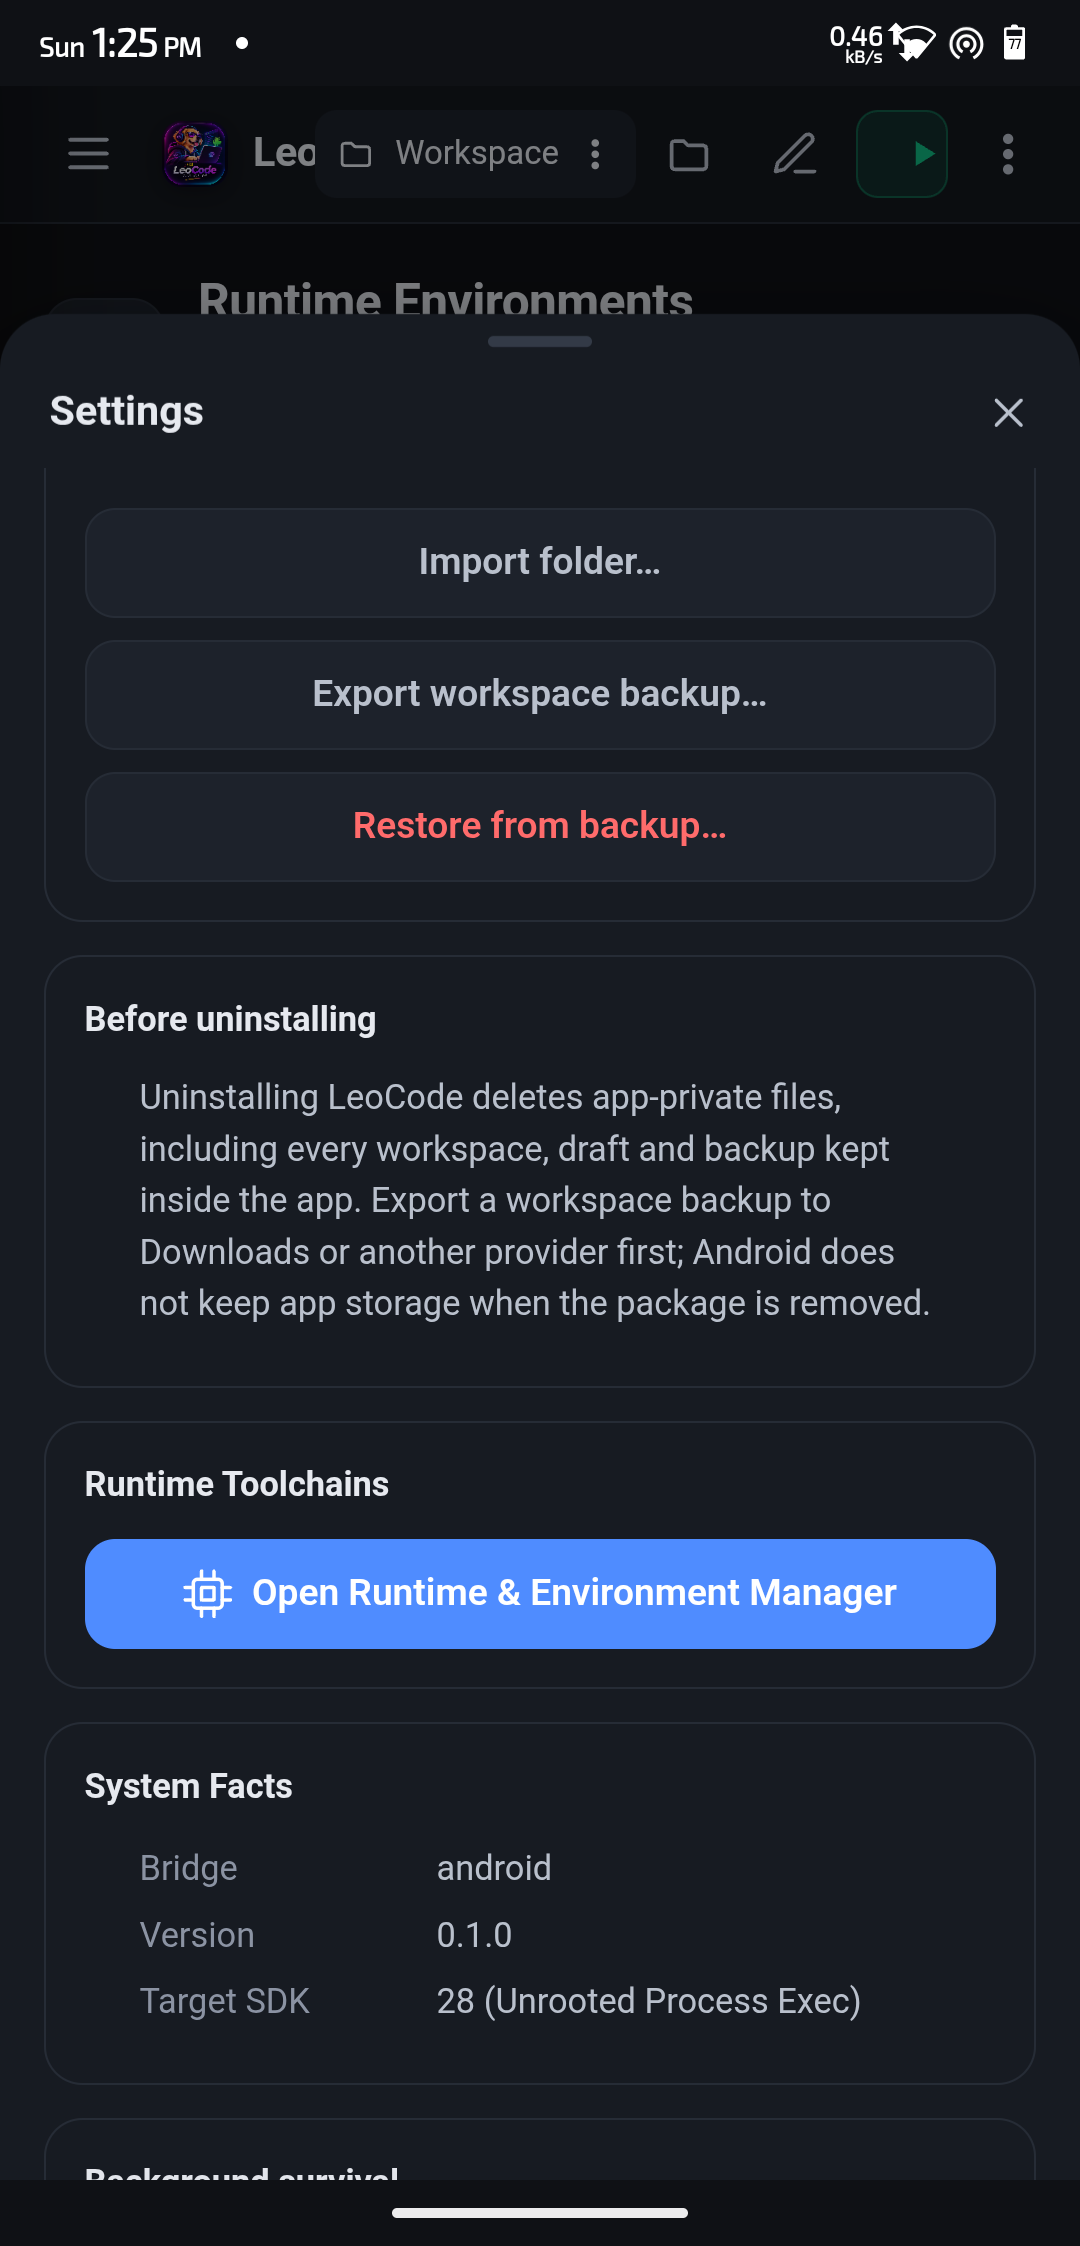 Sun 1:25 PM
0.46
kB/s
77
LeoCode
Leo
Workspace
Runtime Environments
Settings
Import folder…
Export workspace backup…
Restore from backup…
Before uninstalling
Uninstalling LeoCode deletes app-private files,
including every workspace, draft and backup kept
inside the app. Export a workspace backup to
Downloads or another provider first; Android does
not keep app storage when the package is removed.
Runtime Toolchains
Open Runtime & Environment Manager
System Facts
Bridge android
Version 0.1.0
Target SDK 28 (Unrooted Process Exec)
Background survival